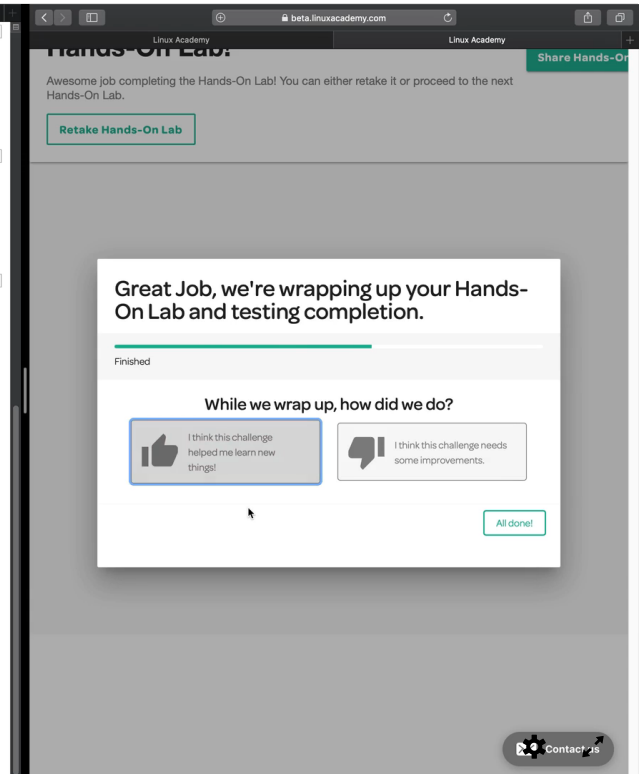 beta.linuxacademy.com
Linux Academy
Linux Academy
Hands-On Lab!
Share Hands-On
Awesome job completing the Hands-On Lab! You can either retake it or proceed to the next
Hands-On Lab.
Retake Hands-On Lab
Great Job, we're wrapping up your Hands-
On Lab and testing completion.
Finished
While we wrap up, how did we do?
I think this challenge
helped me learn new
things!
I think this challenge needs
some improvements.
All done!
Contact us